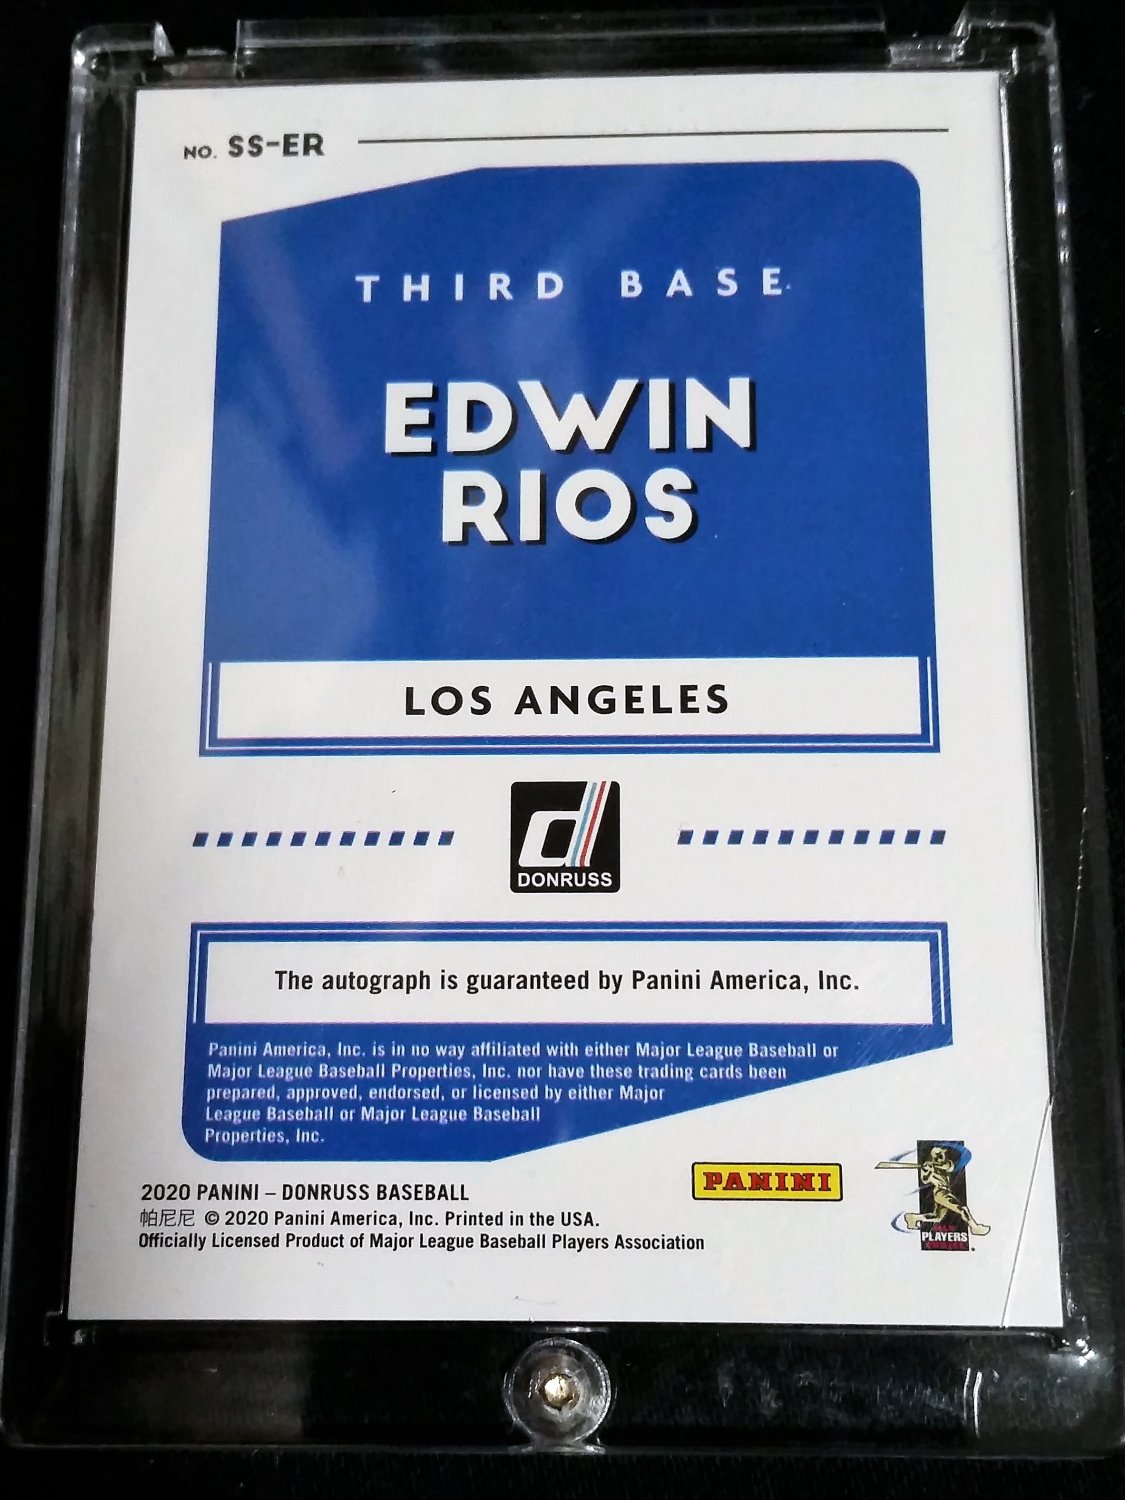 NO. SS-ER
THIRD BASE
EDWIN
RIOS
LOS ANGELES
DONRUSS
The autograph is guaranteed by Panini America, Inc.
Panini America, Inc. is in no way affiliated with either Major League Baseball or
Major League Baseball Properties, Inc. nor have these trading cards been
prepared, approved, endorsed, or licensed by either Major
League Baseball or Major League Baseball
Properties, Inc.
2020 PANINI – DONRUSS BASEBALL
帕尼尼 © 2020 Panini America, Inc. Printed in the USA.
Officially Licensed Product of Major League Baseball Players Association
PANINI
PLAYERS